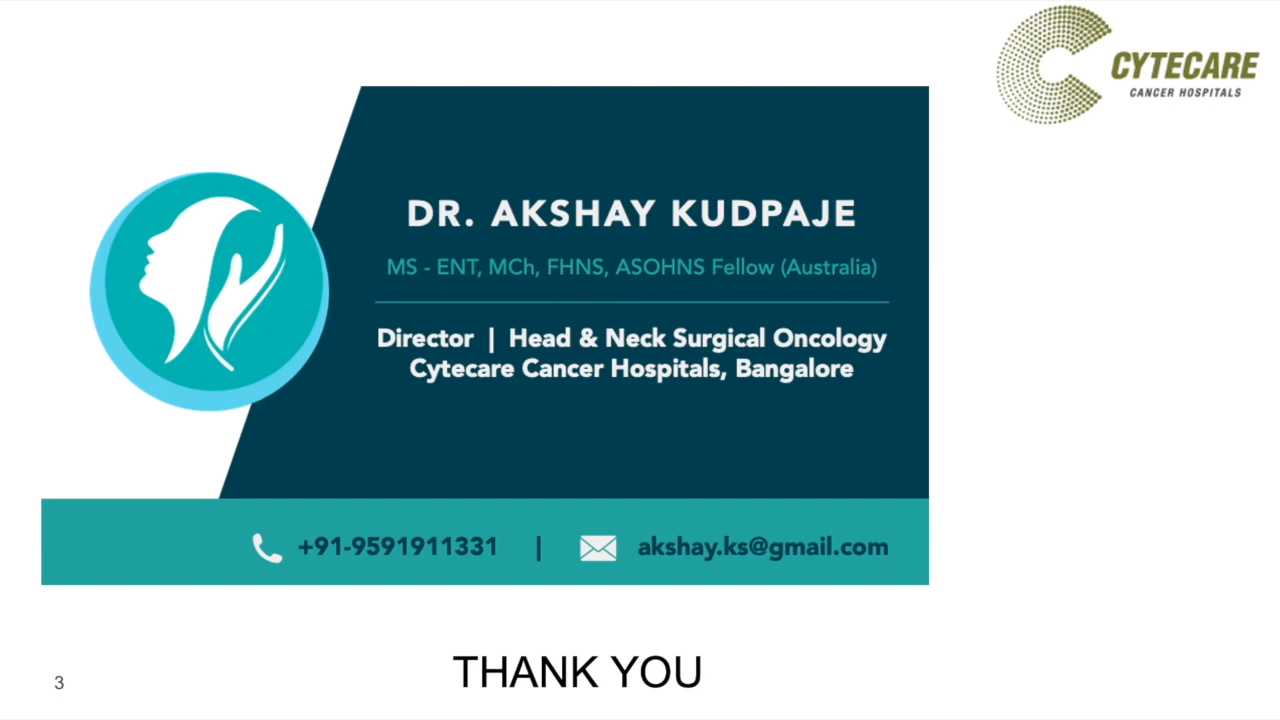 CYTECARE
CANCER HOSPITALS
DR. AKSHAY KUDPAJE
MS - ENT, MCh, FHNS, ASOHNS Fellow (Australia)
Director | Head & Neck Surgical Oncology
Cytecare Cancer Hospitals, Bangalore
+91-9591911331 | akshay.ks@gmail.com
THANK YOU
3